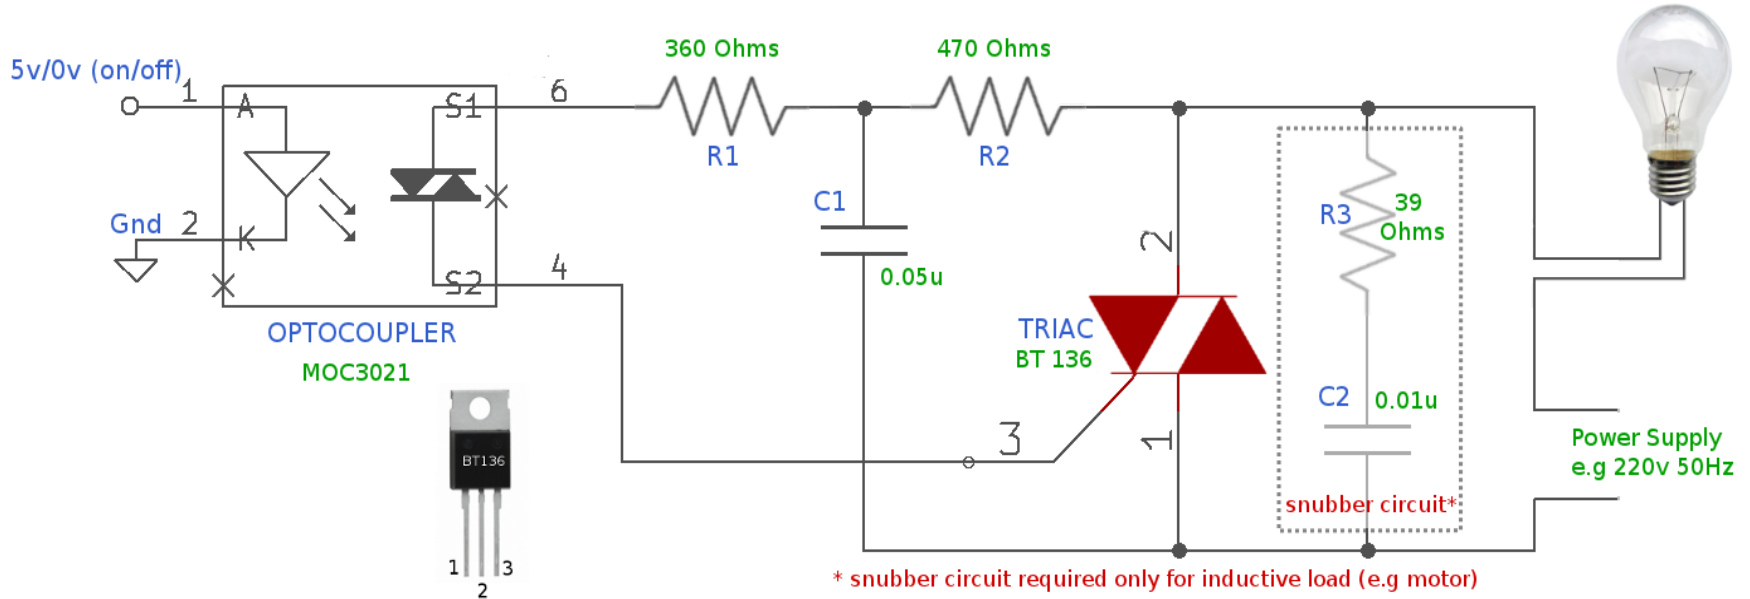 5v/0v (on/off)
1
A
Gnd
2
K
S1
6
S2
4
OPTOCOUPLER
MOC3021
360 Ohms
R1
470 Ohms
R2
C1
0.05u
2
TRIAC
BT 136
3
1
R3
39
Ohms
C2
0.01u
snubber circuit*
Power Supply
e.g 220v 50Hz
BT136
1
2
3
* snubber circuit required only for inductive load (e.g motor)